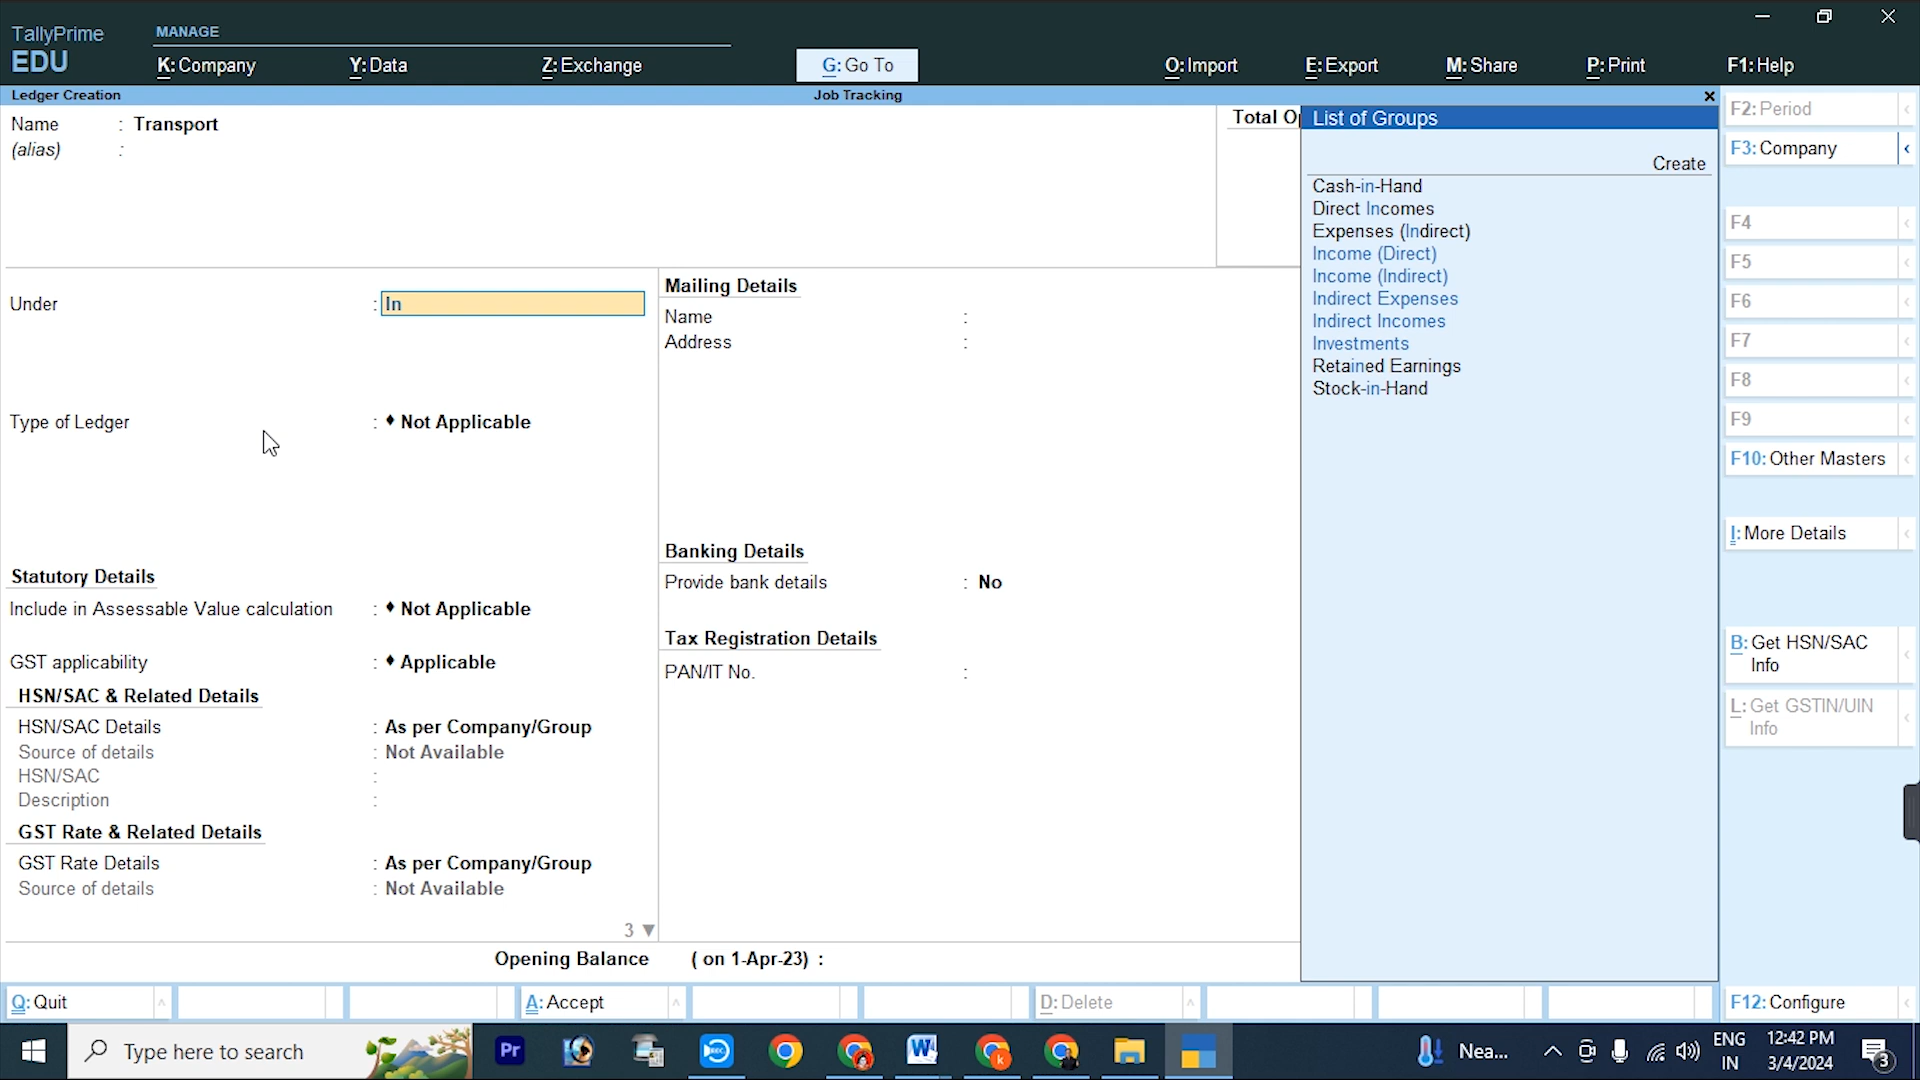 TallyPrime
EDU
MANAGE
K: Company
Y: Data
Z: Exchange
G: Go To
O: Import
E: Export
M: Share
P: Print
F1: Help
Ledger Creation
Job Tracking
Name : Transport
(alias) :
Total Op
Under : In
Type of Ledger : ♦ Not Applicable
Statutory Details
Include in Assessable Value calculation : ♦ Not Applicable
GST applicability : ♦ Applicable
HSN/SAC & Related Details
HSN/SAC Details : As per Company/Group
Source of details : Not Available
HSN/SAC :
Description :
GST Rate & Related Details
GST Rate Details : As per Company/Group
Source of details : Not Available
3 ▼
Mailing Details
Name :
Address :
Banking Details
Provide bank details : No
Tax Registration Details
PAN/IT No. :
Opening Balance ( on 1-Apr-23) :
List of Groups
Create
Cash-in-Hand
Direct Incomes
Expenses (Indirect)
Income (Direct)
Income (Indirect)
Indirect Expenses
Indirect Incomes
Investments
Retained Earnings
Stock-in-Hand
F2: Period
F3: Company
F4
F5
F6
F7
F8
F9
F10: Other Masters
I: More Details
B: Get HSN/SAC
Info
L: Get GSTIN/UIN
Info
F12: Configure
Q: Quit
A: Accept
D: Delete
Type here to search
Pr
REC
W
k
Nea...
ENG
IN
12:42 PM
3/4/2024
3